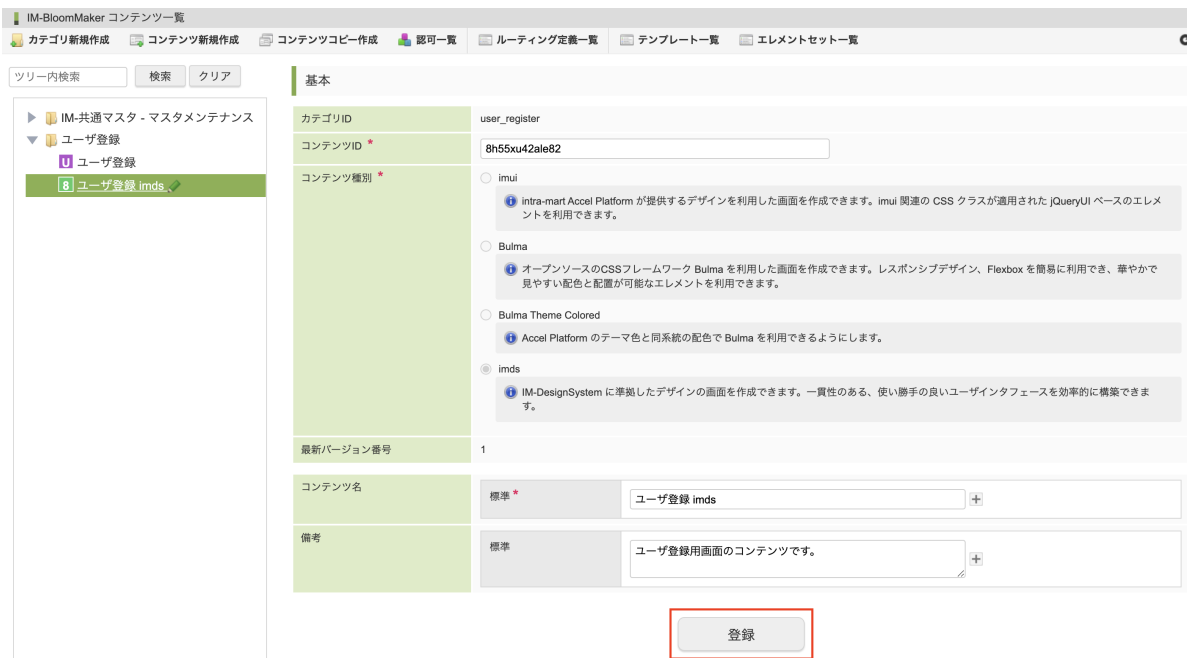 IM-BloomMaker コンテンツ一覧
カテゴリ新規作成 コンテンツ新規作成 コンテンツコピー作成 認可一覧 ルーティング定義一覧 テンプレート一覧 エレメントセット一覧
ツリー内検索 検索 クリア
IM-共通マスタ - マスタメンテナンス
ユーザ登録
U ユーザ登録
8 ユーザ登録 imds
基本
カテゴリID user_register
コンテンツID * 8h55xu42ale82
コンテンツ種別 * imui
intra-mart Accel Platform が提供するデザインを利用した画面を作成できます。imui 関連の CSS クラスが適用された jQueryUI ベースのエレメ
ントを利用できます。
Bulma
オープンソースのCSSフレームワーク Bulma を利用した画面を作成できます。レスポンシブデザイン、Flexbox を簡易に利用でき、華やかで
見やすい配色と配置が可能なエレメントを利用できます。
Bulma Theme Colored
Accel Platform のテーマ色と同系統の配色で Bulma を利用できるようにします。
imds
IM-DesignSystem に準拠したデザインの画面を作成できます。一貫性のある、使い勝手の良いユーザインタフェースを効率的に構築できま
す。
最新バージョン番号 1
コンテンツ名 標準 * ユーザ登録 imds
備考 標準 ユーザ登録用画面のコンテンツです。
登録